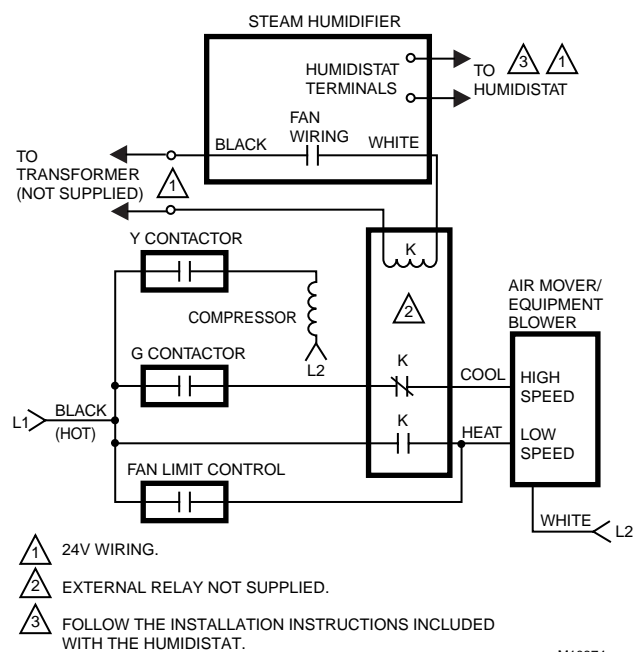 STEAM HUMIDIFIER
HUMIDISTAT
TERMINALS
TO
HUMIDISTAT
3
1
FAN
WIRING
BLACK
WHITE
TO
TRANSFORMER
(NOT SUPPLIED)
1
Y CONTACTOR
K
2
COMPRESSOR
L2
AIR MOVER/
EQUIPMENT
BLOWER
G CONTACTOR
K
COOL
HIGH
SPEED
L1
BLACK
(HOT)
K
HEAT
LOW
SPEED
FAN LIMIT CONTROL
WHITE
L2
1 24V WIRING.
2 EXTERNAL RELAY NOT SUPPLIED.
3 FOLLOW THE INSTALLATION INSTRUCTIONS INCLUDED
WITH THE HUMIDISTAT.